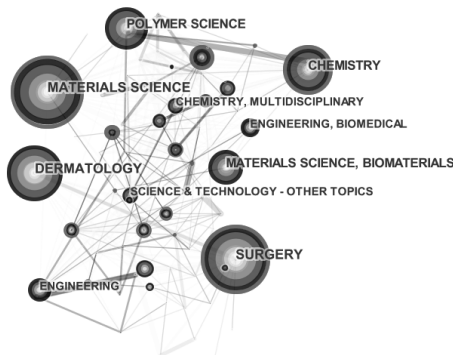 POLYMER SCIENCE
CHEMISTRY
MATERIALS SCIENCE
CHEMISTRY, MULTIDISCIPLINARY
ENGINEERING, BIOMEDICAL
DERMATOLOGY
MATERIALS SCIENCE, BIOMATERIALS
SCIENCE & TECHNOLOGY - OTHER TOPICS
SURGERY
ENGINEERING